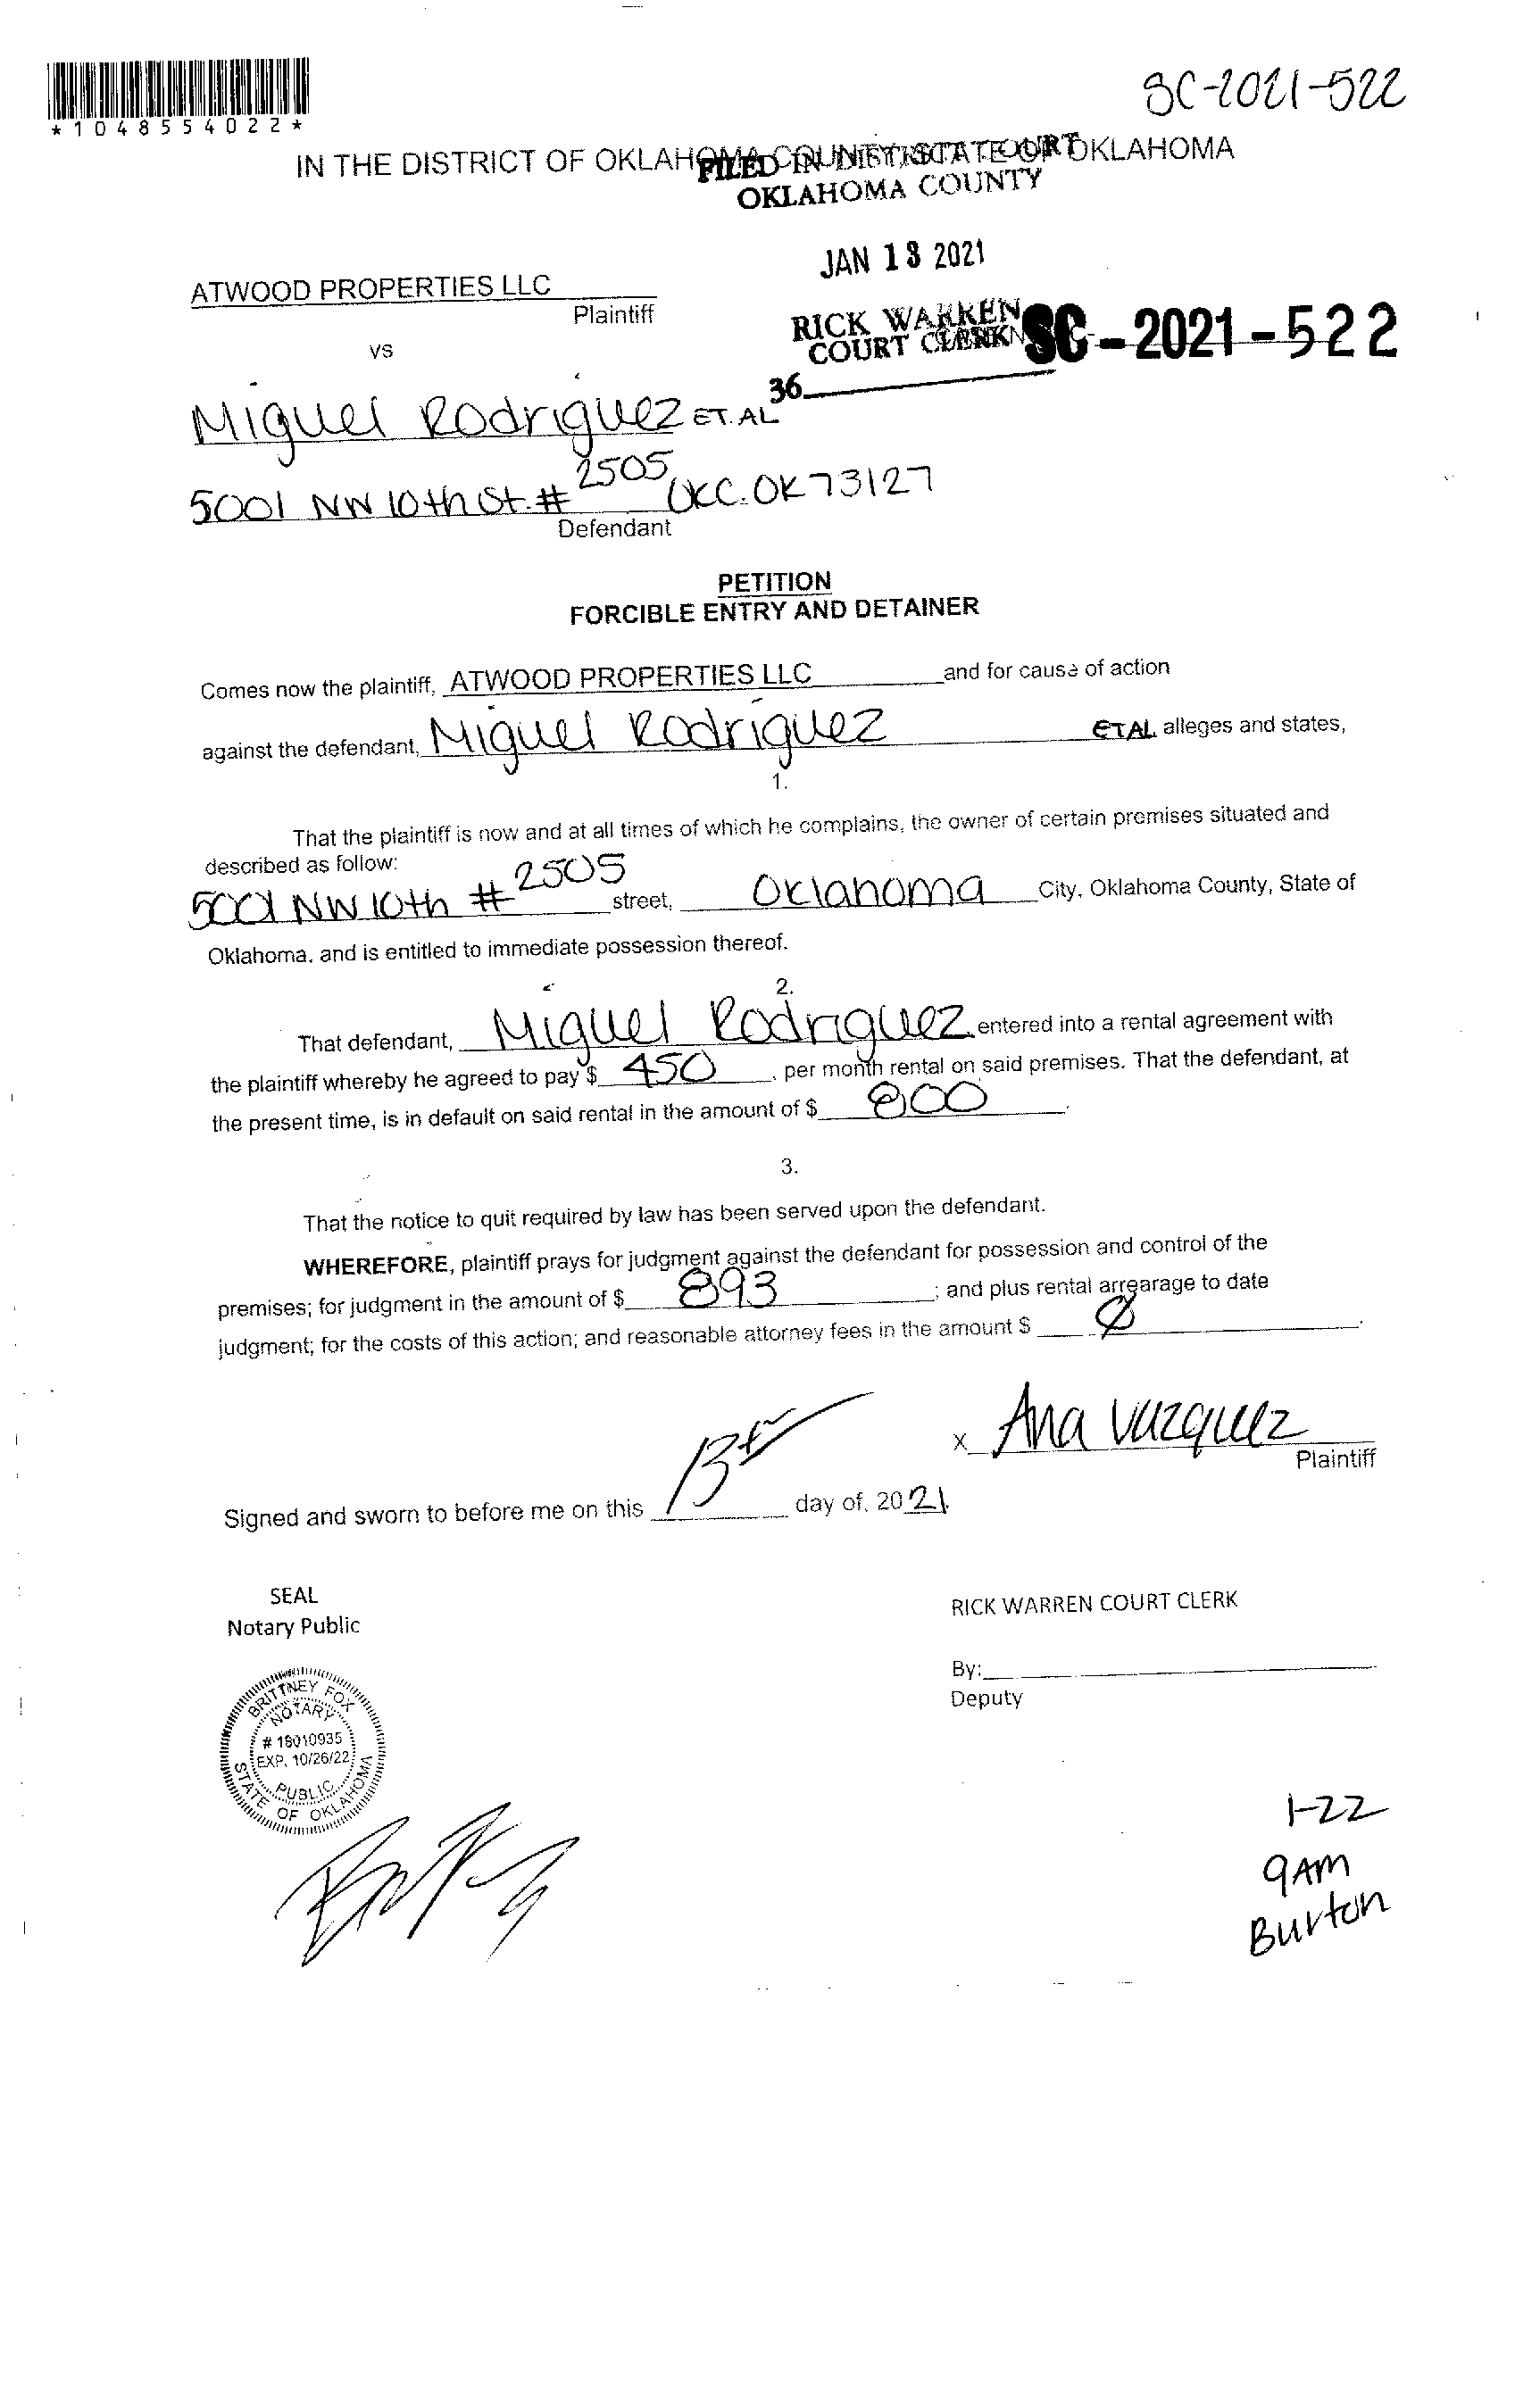 SC-2021-522
*1048554022*
IN THE DISTRICT OF OKLAHOMA COUNTY STATE OF OKLAHOMA
FILED IN DISTRICT COURT
OKLAHOMA COUNTY
JAN 13 2021
ATWOOD PROPERTIES LLC
Plaintiff
RICK WARREN
COURT CLERK
SC-2021-522
vs
36
Miguel Rodriguez ET. AL
5001 NW 10th St. # 2505 OKC. OK 73127
Defendant
PETITION
FORCIBLE ENTRY AND DETAINER
Comes now the plaintiff, ATWOOD PROPERTIES LLC and for cause of action
against the defendant, Miguel Rodriguez ET AL alleges and states,
1.
That the plaintiff is now and at all times of which he complains, the owner of certain premises situated and
described as follow:
5001 NW 10th # 2505 street, Oklahoma City, Oklahoma County, State of
Oklahoma, and is entitled to immediate possession thereof.
2.
That defendant, Miguel Rodriguez entered into a rental agreement with
the plaintiff whereby he agreed to pay $ 450, per month rental on said premises. That the defendant, at
the present time, is in default on said rental in the amount of $ 800.
3.
That the notice to quit required by law has been served upon the defendant.
WHEREFORE, plaintiff prays for judgment against the defendant for possession and control of the
premises; for judgment in the amount of $ 893; and plus rental arrearage to date
judgment; for the costs of this action; and reasonable attorney fees in the amount $ Ø.
x Ana Vazquez
Plaintiff
Signed and sworn to before me on this 13th day of, 2021.
SEAL
Notary Public
RICK WARREN COURT CLERK
By:
Deputy
BRITTNEY FOX
NOTARY
# 18010935
EXP. 10/26/22
PUBLIC
STATE OF OKLAHOMA
1-22
9AM
Burton